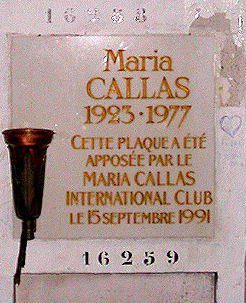 16258
Maria
CALLAS
1923·1977
CETTE PLAQUE A ÉTÉ
APPOSÉE PAR LE
MARIA CALLAS
INTERNATIONAL CLUB
LE 15 SEPTEMBRE 1991
16259